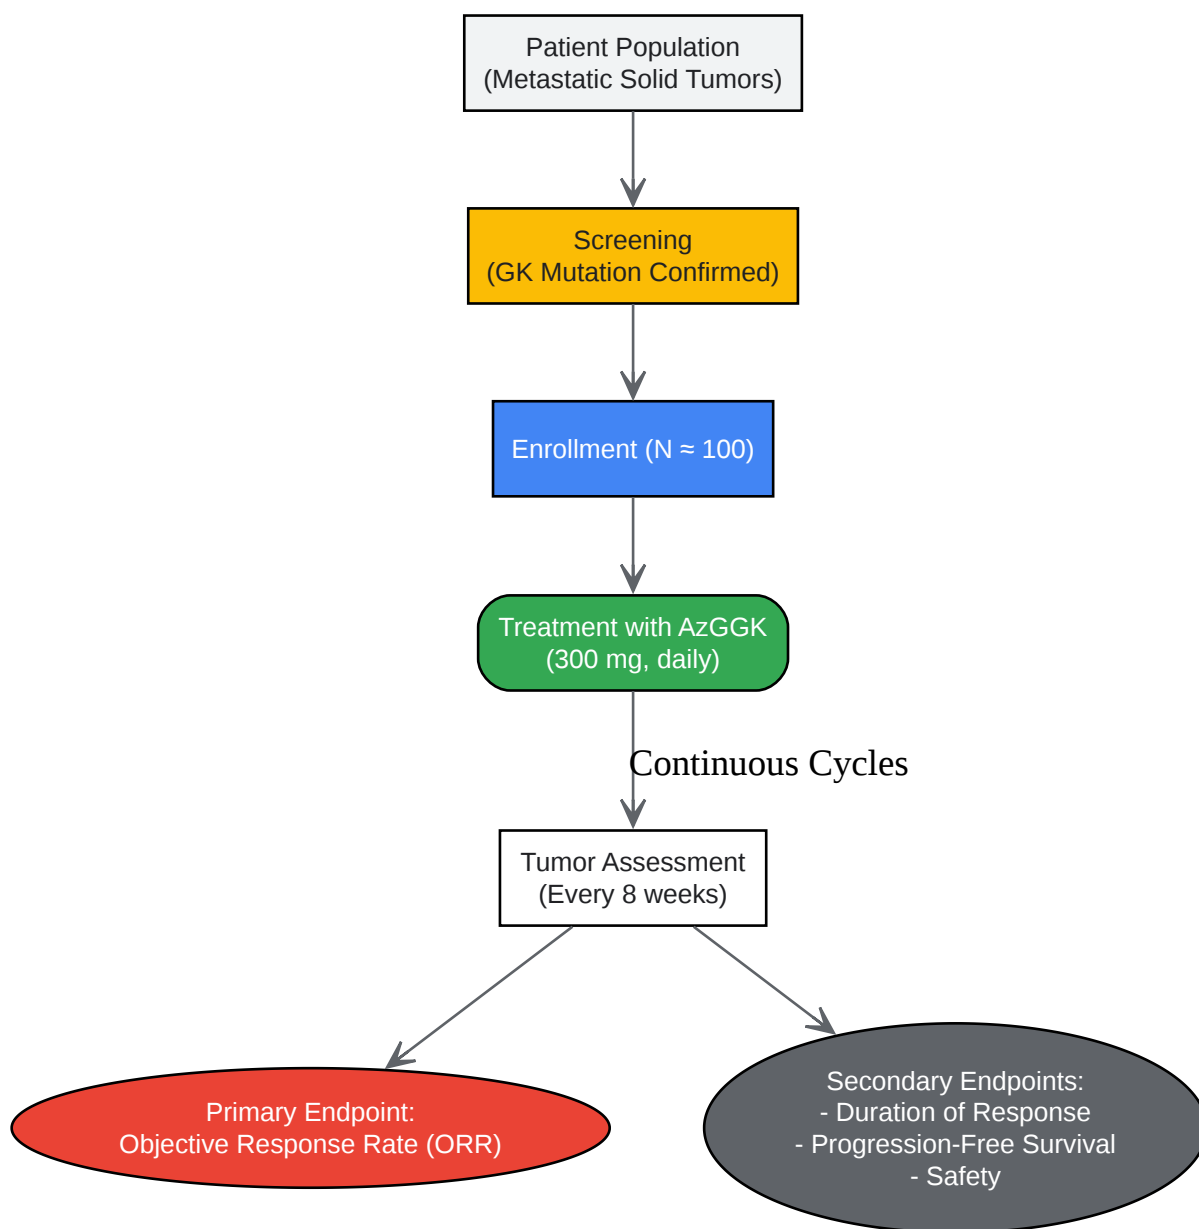 Patient Population
(Metastatic Solid Tumors)
Screening
(GK Mutation Confirmed)
Enrollment (N ≈ 100)
Treatment with AzGGK
(300 mg, daily)
Continuous Cycles
Tumor Assessment
(Every 8 weeks)
Primary Endpoint:
Objective Response Rate (ORR)
Secondary Endpoints:
- Duration of Response
- Progression-Free Survival
- Safety